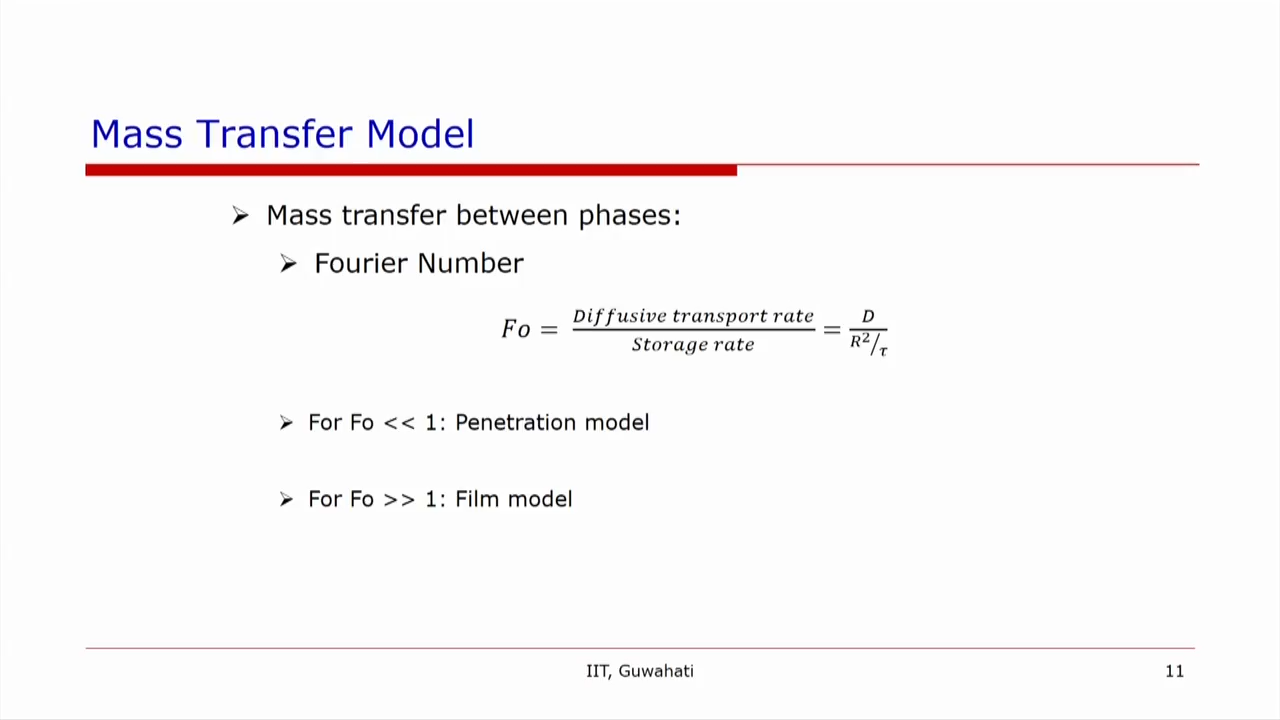 Mass Transfer Model
➢ Mass transfer between phases:
➢ Fourier Number
Fo = Diffusive transport rate / Storage rate = D / (R²/τ)
➢ For Fo << 1: Penetration model
➢ For Fo >> 1: Film model
IIT, Guwahati
11